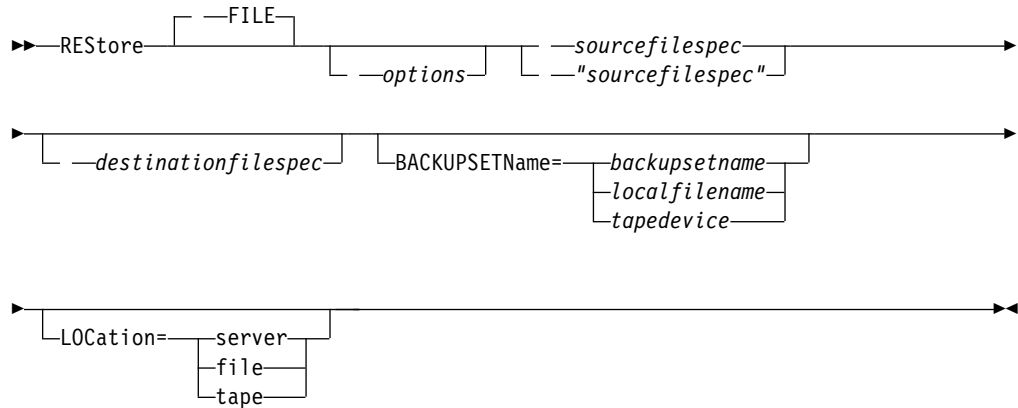 FILE
REStore
options
sourcefilespec
"sourcefilespec"
destinationfilespec
BACKUPSETName=
backupsetname
localfilename
tapedevice
LOCation=
server
file
tape